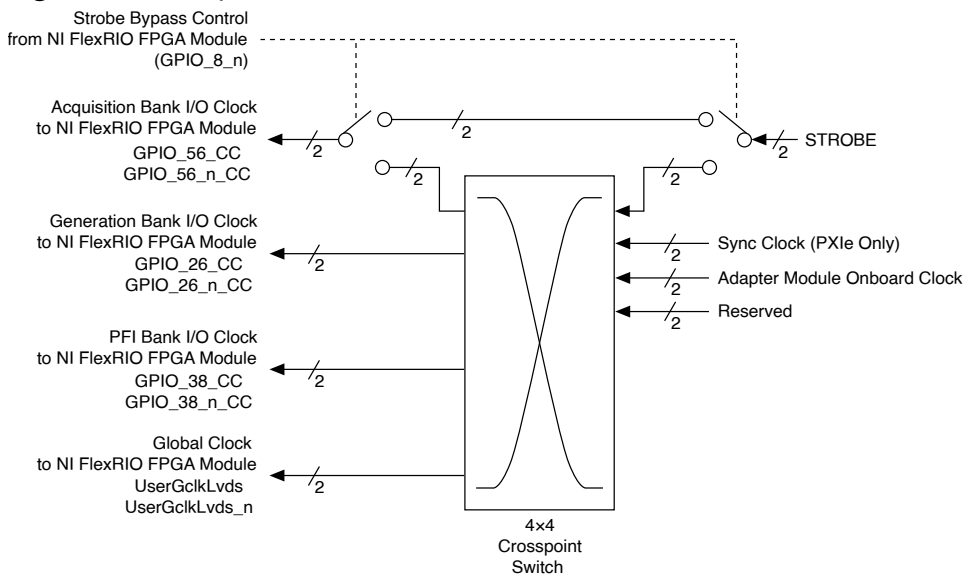 Strobe Bypass Control
from NI FlexRIO FPGA Module
(GPIO_8_n)
Acquisition Bank I/O Clock
to NI FlexRIO FPGA Module
GPIO_56_CC
GPIO_56_n_CC
2
2
2
STROBE
2
2
Generation Bank I/O Clock
to NI FlexRIO FPGA Module
GPIO_26_CC
GPIO_26_n_CC
2
2
Sync Clock (PXIe Only)
2
Adapter Module Onboard Clock
2
Reserved
PFI Bank I/O Clock
to NI FlexRIO FPGA Module
GPIO_38_CC
GPIO_38_n_CC
2
Global Clock
to NI FlexRIO FPGA Module
UserGclkLvds
UserGclkLvds_n
2
4×4
Crosspoint
Switch